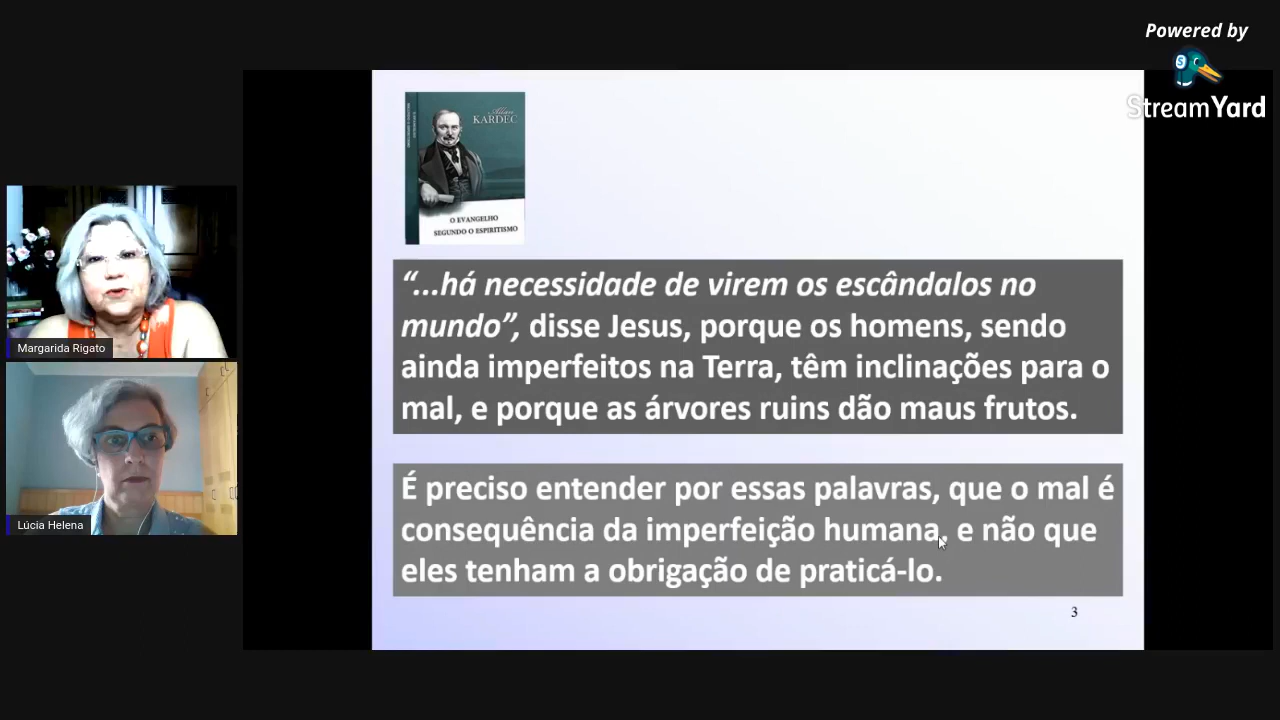 Powered by
StreamYard
Allan
KARDEC
O EVANGELHO
SEGUNDO O ESPIRITISMO
“...há necessidade de virem os escândalos no
mundo”, disse Jesus, porque os homens, sendo
ainda imperfeitos na Terra, têm inclinações para o
mal, e porque as árvores ruins dão maus frutos.
É preciso entender por essas palavras, que o mal é
consequência da imperfeição humana, e não que
eles tenham a obrigação de praticá-lo.
3
Margarida Rigato
Lúcia Helena